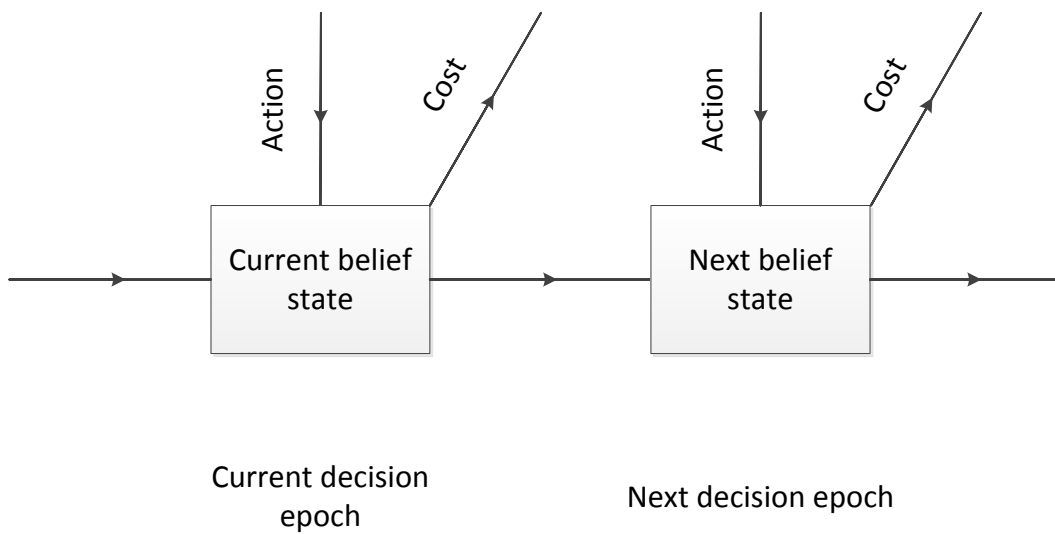 Action
Cost
Action
Cost
Current belief
state
Next belief
state
Current decision
epoch
Next decision epoch